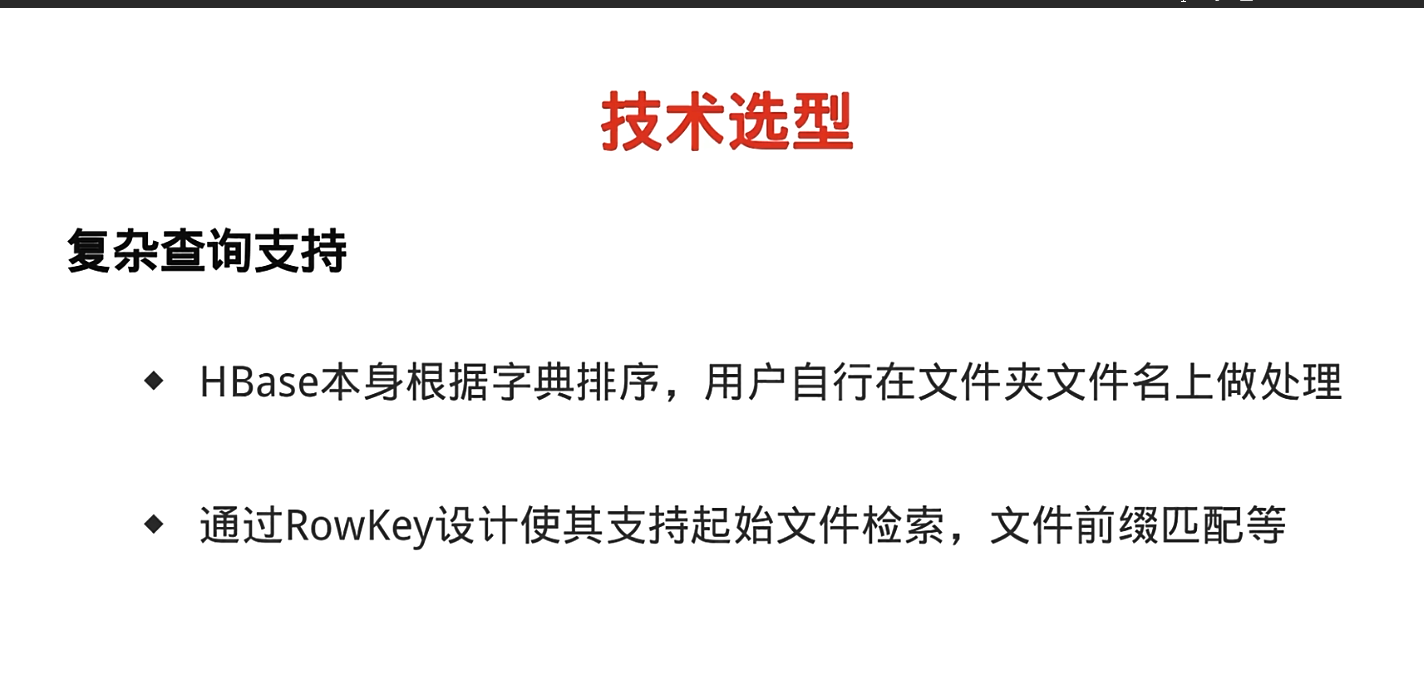 技术选型
复杂查询支持
HBase本身根据字典排序，用户自行在文件夹文件名上做处理
通过RowKey设计使其支持起始文件检索，文件前缀匹配等